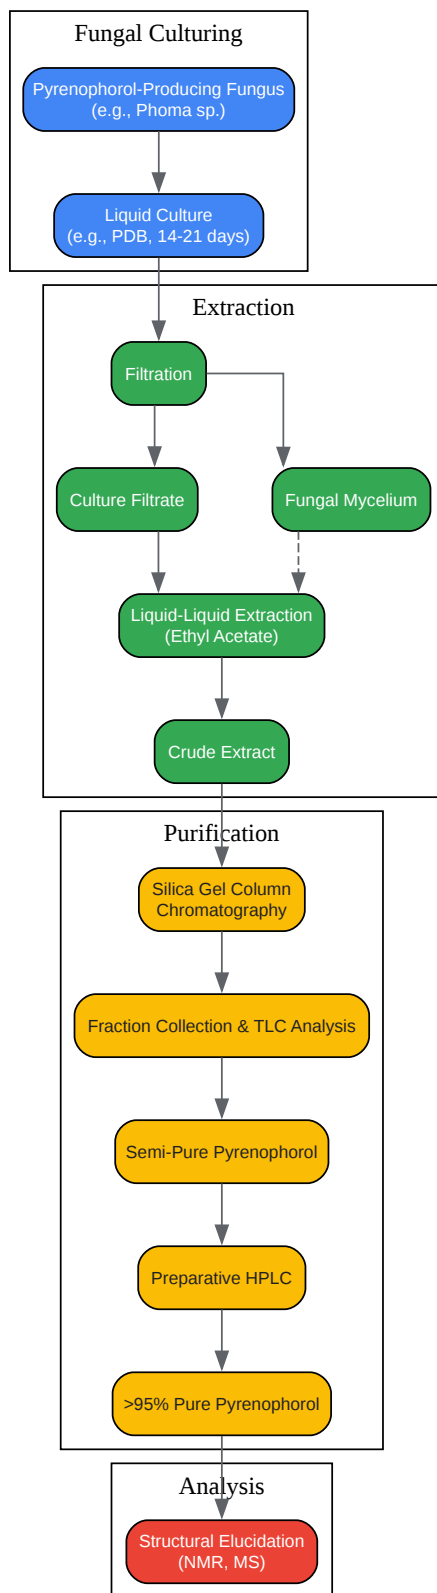 Fungal Culturing
Pyrenophorol-Producing Fungus
(e.g., Phoma sp.)
Liquid Culture
(e.g., PDB, 14-21 days)
Extraction
Filtration
Culture Filtrate
Fungal Mycelium
Liquid-Liquid Extraction
(Ethyl Acetate)
Crude Extract
Purification
Silica Gel Column
Chromatography
Fraction Collection & TLC Analysis
Semi-Pure Pyrenophorol
Preparative HPLC
>95% Pure Pyrenophorol
Analysis
Structural Elucidation
(NMR, MS)